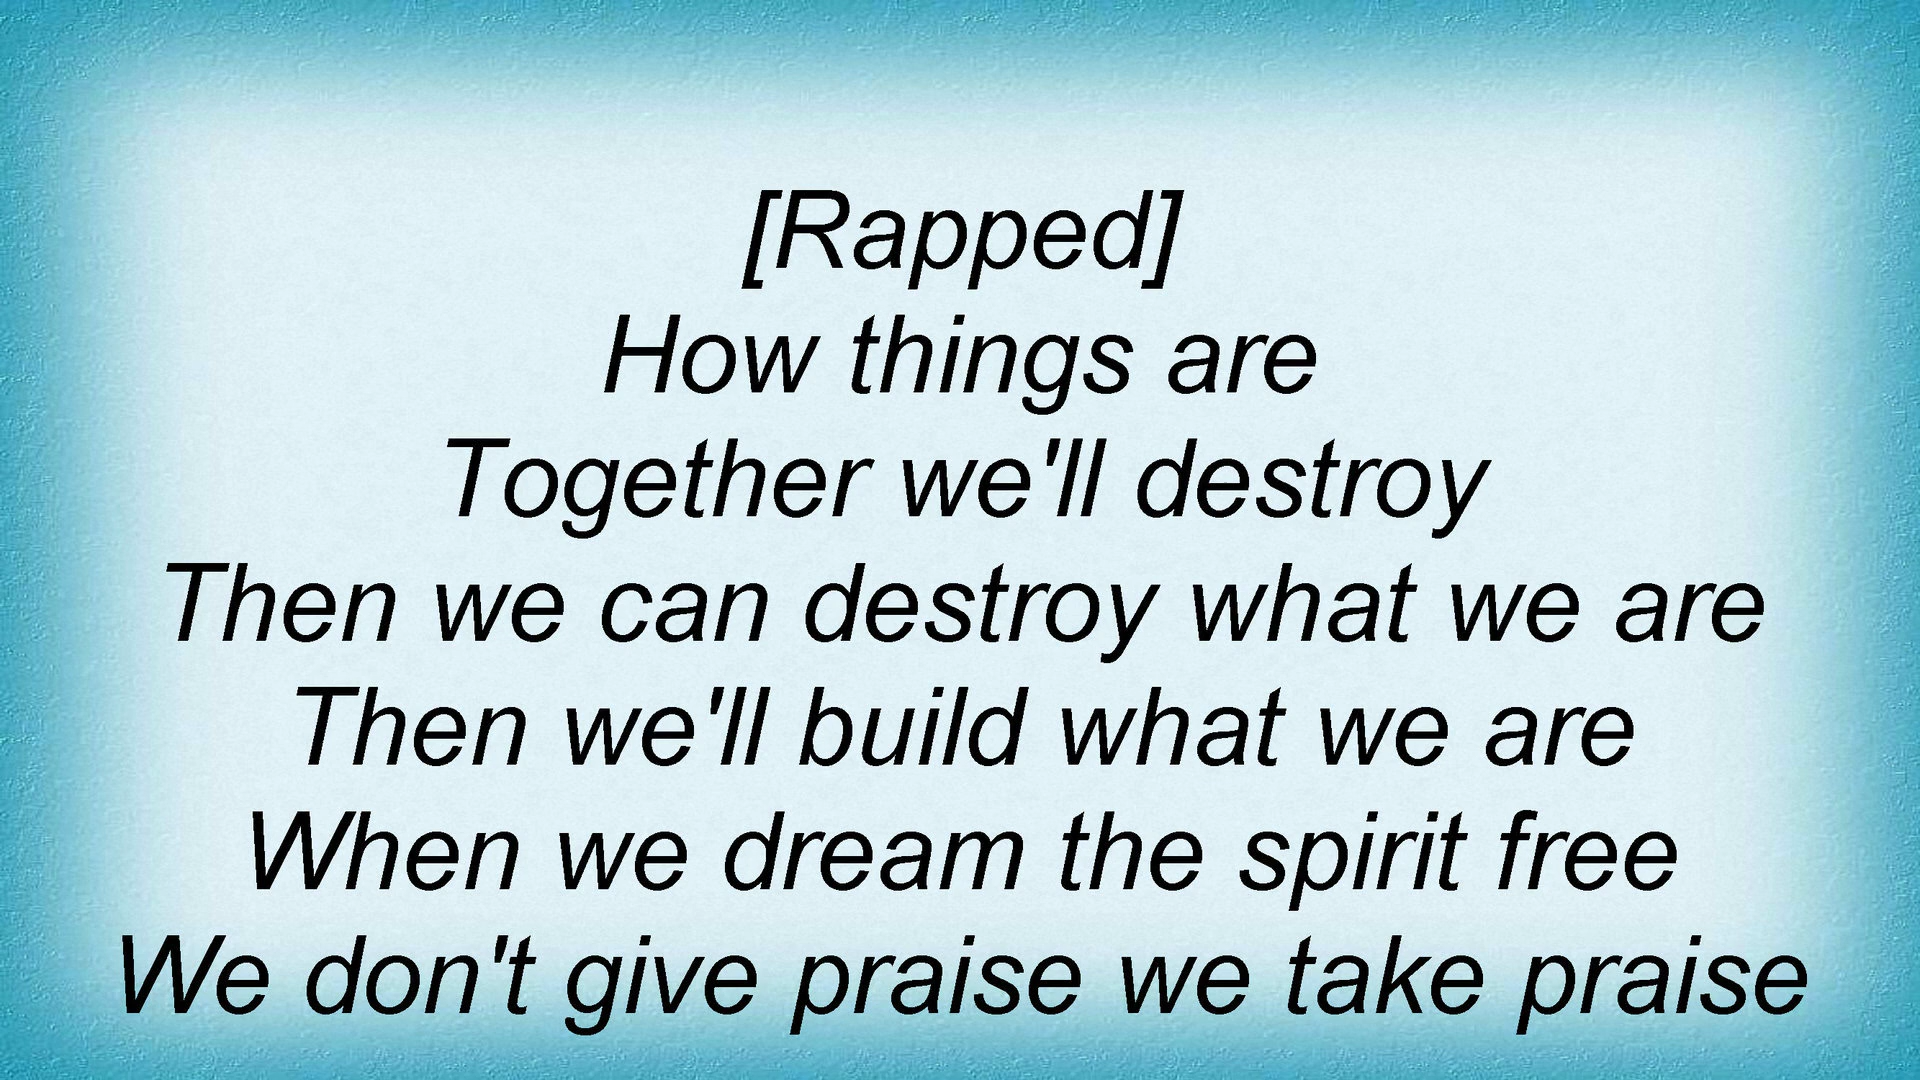 [Rapped]
How things are
Together we'll destroy
Then we can destroy what we are
Then we'll build what we are
When we dream the spirit free
We don't give praise we take praise